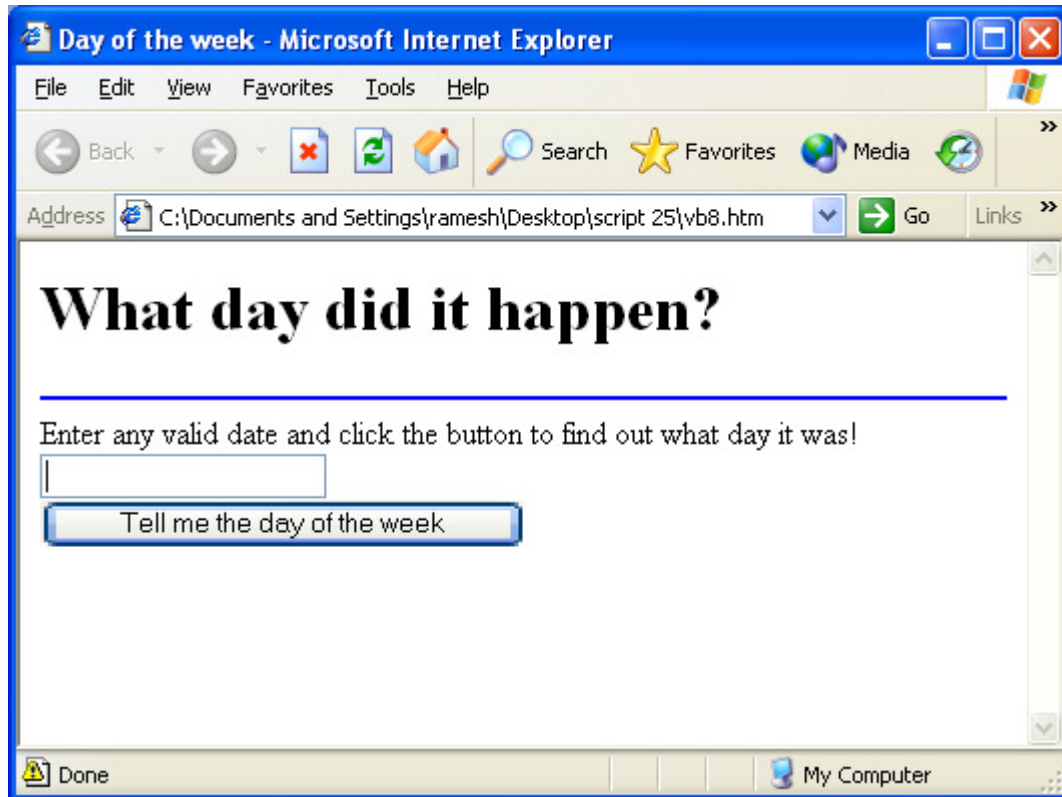 Day of the week - Microsoft Internet Explorer
File Edit View Favorites Tools Help
Back Search Favorites Media »
Address C:\Documents and Settings\ramesh\Desktop\script 25\vb8.htm Go Links »
What day did it happen?
Enter any valid date and click the button to find out what day it was!
Tell me the day of the week
Done My Computer